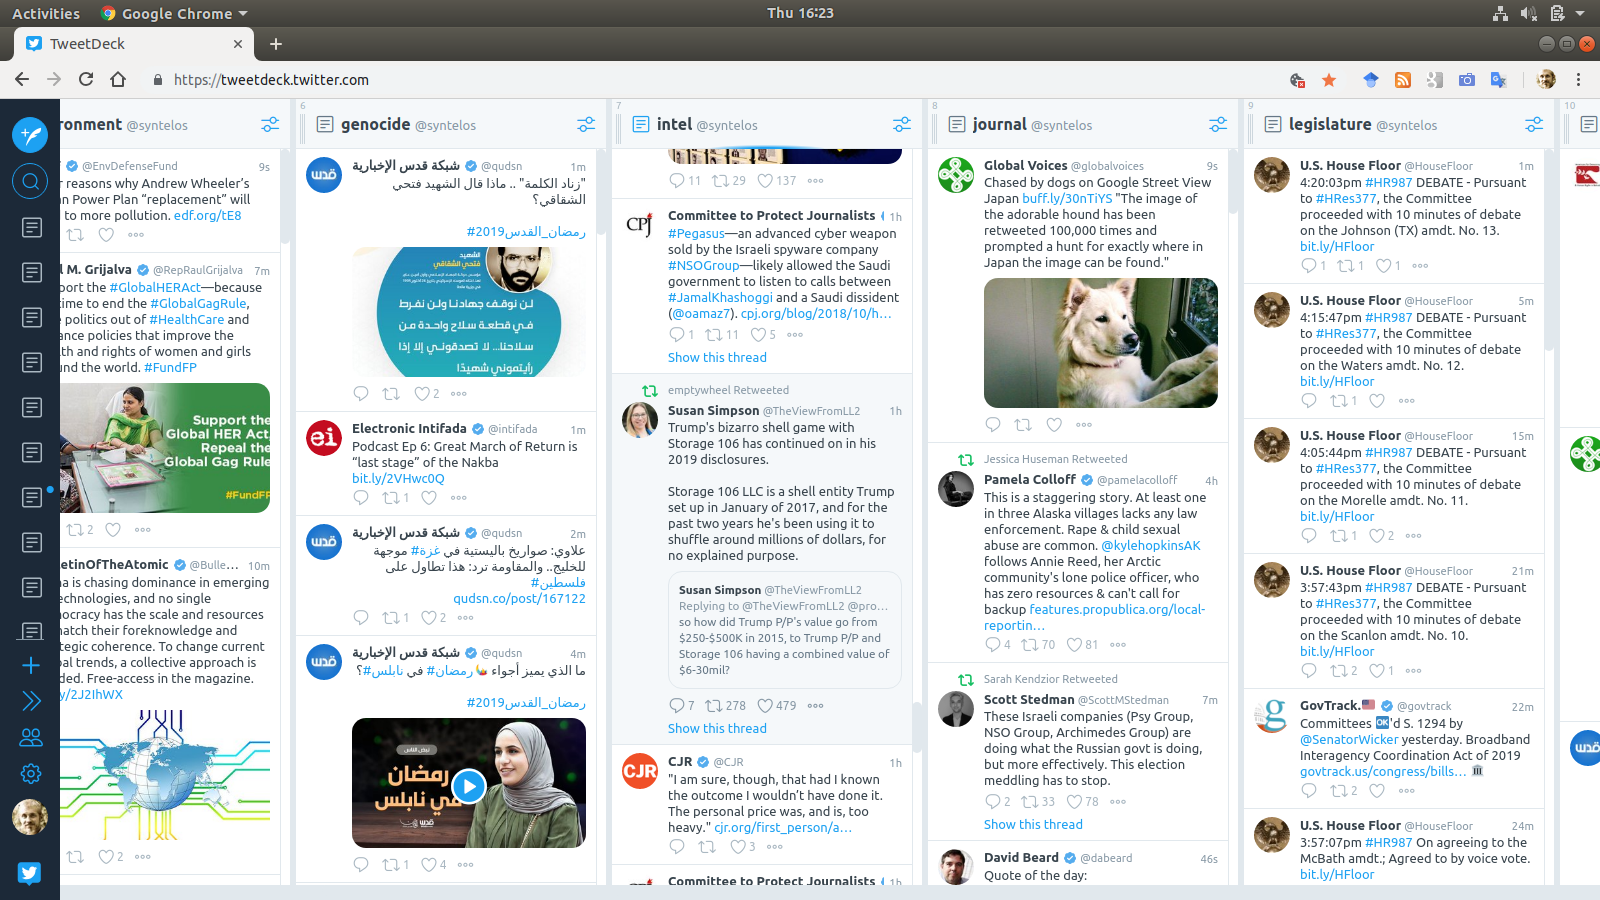 Activities
Google Chrome
Thu 16:23
TweetDeck
https://tweetdeck.twitter.com
ronment @syntelos
@EnvDefenseFund 9s
r reasons why Andrew Wheeler's
n Power Plan “replacement” will
to more pollution. edf.org/tE8
l M. Grijalva @RepRaulGrijalva 7m
port the #GlobalHERAct—because
time to end the #GlobalGagRule,
politics out of #HealthCare and
ance policies that improve the
lth and rights of women and girls
und the world. #FundFP
Support the
Global HER Act,
Repeal the
Global Gag Rule
#FundFP
2
etinOfTheAtomic @Bulle... 10m
na is chasing dominance in emerging
echnologies, and no single
nocracy has the scale and resources
natch their foreknowledge and
tegic coherence. To change current
bal trends, a collective approach is
ded. Free-access in the magazine.
y/2J2IhWX
2
6
genocide @syntelos
شبكة قدس الإخبارية @qudsn 1m
"زناد الكلمة" .. ماذا قال الشهيد فتحي
الشقاقي؟
#رمضان_القدس2019
الشهيد
فتحي الشقاقي
لن نوقف جهادنا ولن نفرط
في قطعة سلاح واحدة من
سلاحنا... لا تصدقوني إلا إذا
رأيتموني شهيدًا
2
Electronic Intifada @intifada 1m
Podcast Ep 6: Great March of Return is
“last stage” of the Nakba
bit.ly/2VHwc0Q
1
شبكة قدس الإخبارية @qudsn 2m
علاوي: صواريخ باليستية في #غزة موجهة
للخليج.. والمقاومة ترد: هذا تطاول على
#فلسطين
qudsn.co/post/167122
1 2
شبكة قدس الإخبارية @qudsn 4m
ما الذي يميز أجواء #رمضان في #نابلس؟
#رمضان_القدس2019
نبض الناس
رمضان
في نابلس
قدس
1 4
7
intel @syntelos
11 29 137
Committee to Protect Journalists 1h
#Pegasus—an advanced cyber weapon
sold by the Israeli spyware company
#NSOGroup—likely allowed the Saudi
government to listen to calls between
#JamalKhashoggi and a Saudi dissident
(@oamaz7). cpj.org/blog/2018/10/h…
1 11 5
Show this thread
emptywheel Retweeted
Susan Simpson @TheViewFromLL2 1h
Trump's bizarro shell game with
Storage 106 has continued on in his
2019 disclosures.
Storage 106 LLC is a shell entity Trump
set up in January of 2017, and for the
past two years he's been using it to
shuffle around millions of dollars, for
no explained purpose.
Susan Simpson @TheViewFromLL2
Replying to @TheViewFromLL2 @pro...
so how did Trump P/P's value go from
$250-$500K in 2015, to Trump P/P and
Storage 106 having a combined value of
$6-30mil?
7 278 479
Show this thread
CJR @CJR 1h
"I am sure, though, that had I known
the outcome I wouldn't have done it.
The personal price was, and is, too
heavy." cjr.org/first_person/a…
3
Committee to Protect Journalists 1h
8
journal @syntelos
Global Voices @globalvoices 9s
Chased by dogs on Google Street View
Japan buff.ly/30nTiYS "The image of
the adorable hound has been
retweeted 100,000 times and
prompted a hunt for exactly where in
Japan the image can be found."
Jessica Huseman Retweeted
Pamela Colloff @pamelacolloff 4h
This is a staggering story. At least one
in three Alaska villages lacks any law
enforcement. Rape & child sexual
abuse are common. @kylehopkinsAK
follows Annie Reed, her Arctic
community's lone police officer, who
has zero resources & can't call for
backup features.propublica.org/local-
reportin…
4 70 81
Sarah Kendzior Retweeted
Scott Stedman @ScottMStedman 7m
These Israeli companies (Psy Group,
NSO Group, Archimedes Group) are
doing what the Russian govt is doing,
but more effectively. This election
meddling has to stop.
2 33 78
Show this thread
David Beard @dabeard 46s
Quote of the day:
9
legislature @syntelos
U.S. House Floor @HouseFloor 1m
4:20:03pm #HR987 DEBATE - Pursuant
to #HRes377, the Committee
proceeded with 10 minutes of debate
on the Johnson (TX) amdt. No. 13.
bit.ly/HFloor
1 1 1
U.S. House Floor @HouseFloor 5m
4:15:47pm #HR987 DEBATE - Pursuant
to #HRes377, the Committee
proceeded with 10 minutes of debate
on the Waters amdt. No. 12.
bit.ly/HFloor
1
U.S. House Floor @HouseFloor 15m
4:05:44pm #HR987 DEBATE - Pursuant
to #HRes377, the Committee
proceeded with 10 minutes of debate
on the Morelle amdt. No. 11.
bit.ly/HFloor
1 2
U.S. House Floor @HouseFloor 21m
3:57:43pm #HR987 DEBATE - Pursuant
to #HRes377, the Committee
proceeded with 10 minutes of debate
on the Scanlon amdt. No. 10.
bit.ly/HFloor
2 1
GovTrack. @govtrack 22m
Committees OK'd S. 1294 by
@SenatorWicker yesterday. Broadband
Interagency Coordination Act of 2019
govtrack.us/congress/bills…
2
U.S. House Floor @HouseFloor 24m
3:57:07pm #HR987 On agreeing to the
McBath amdt.; Agreed to by voice vote.
bit.ly/HFloor
10